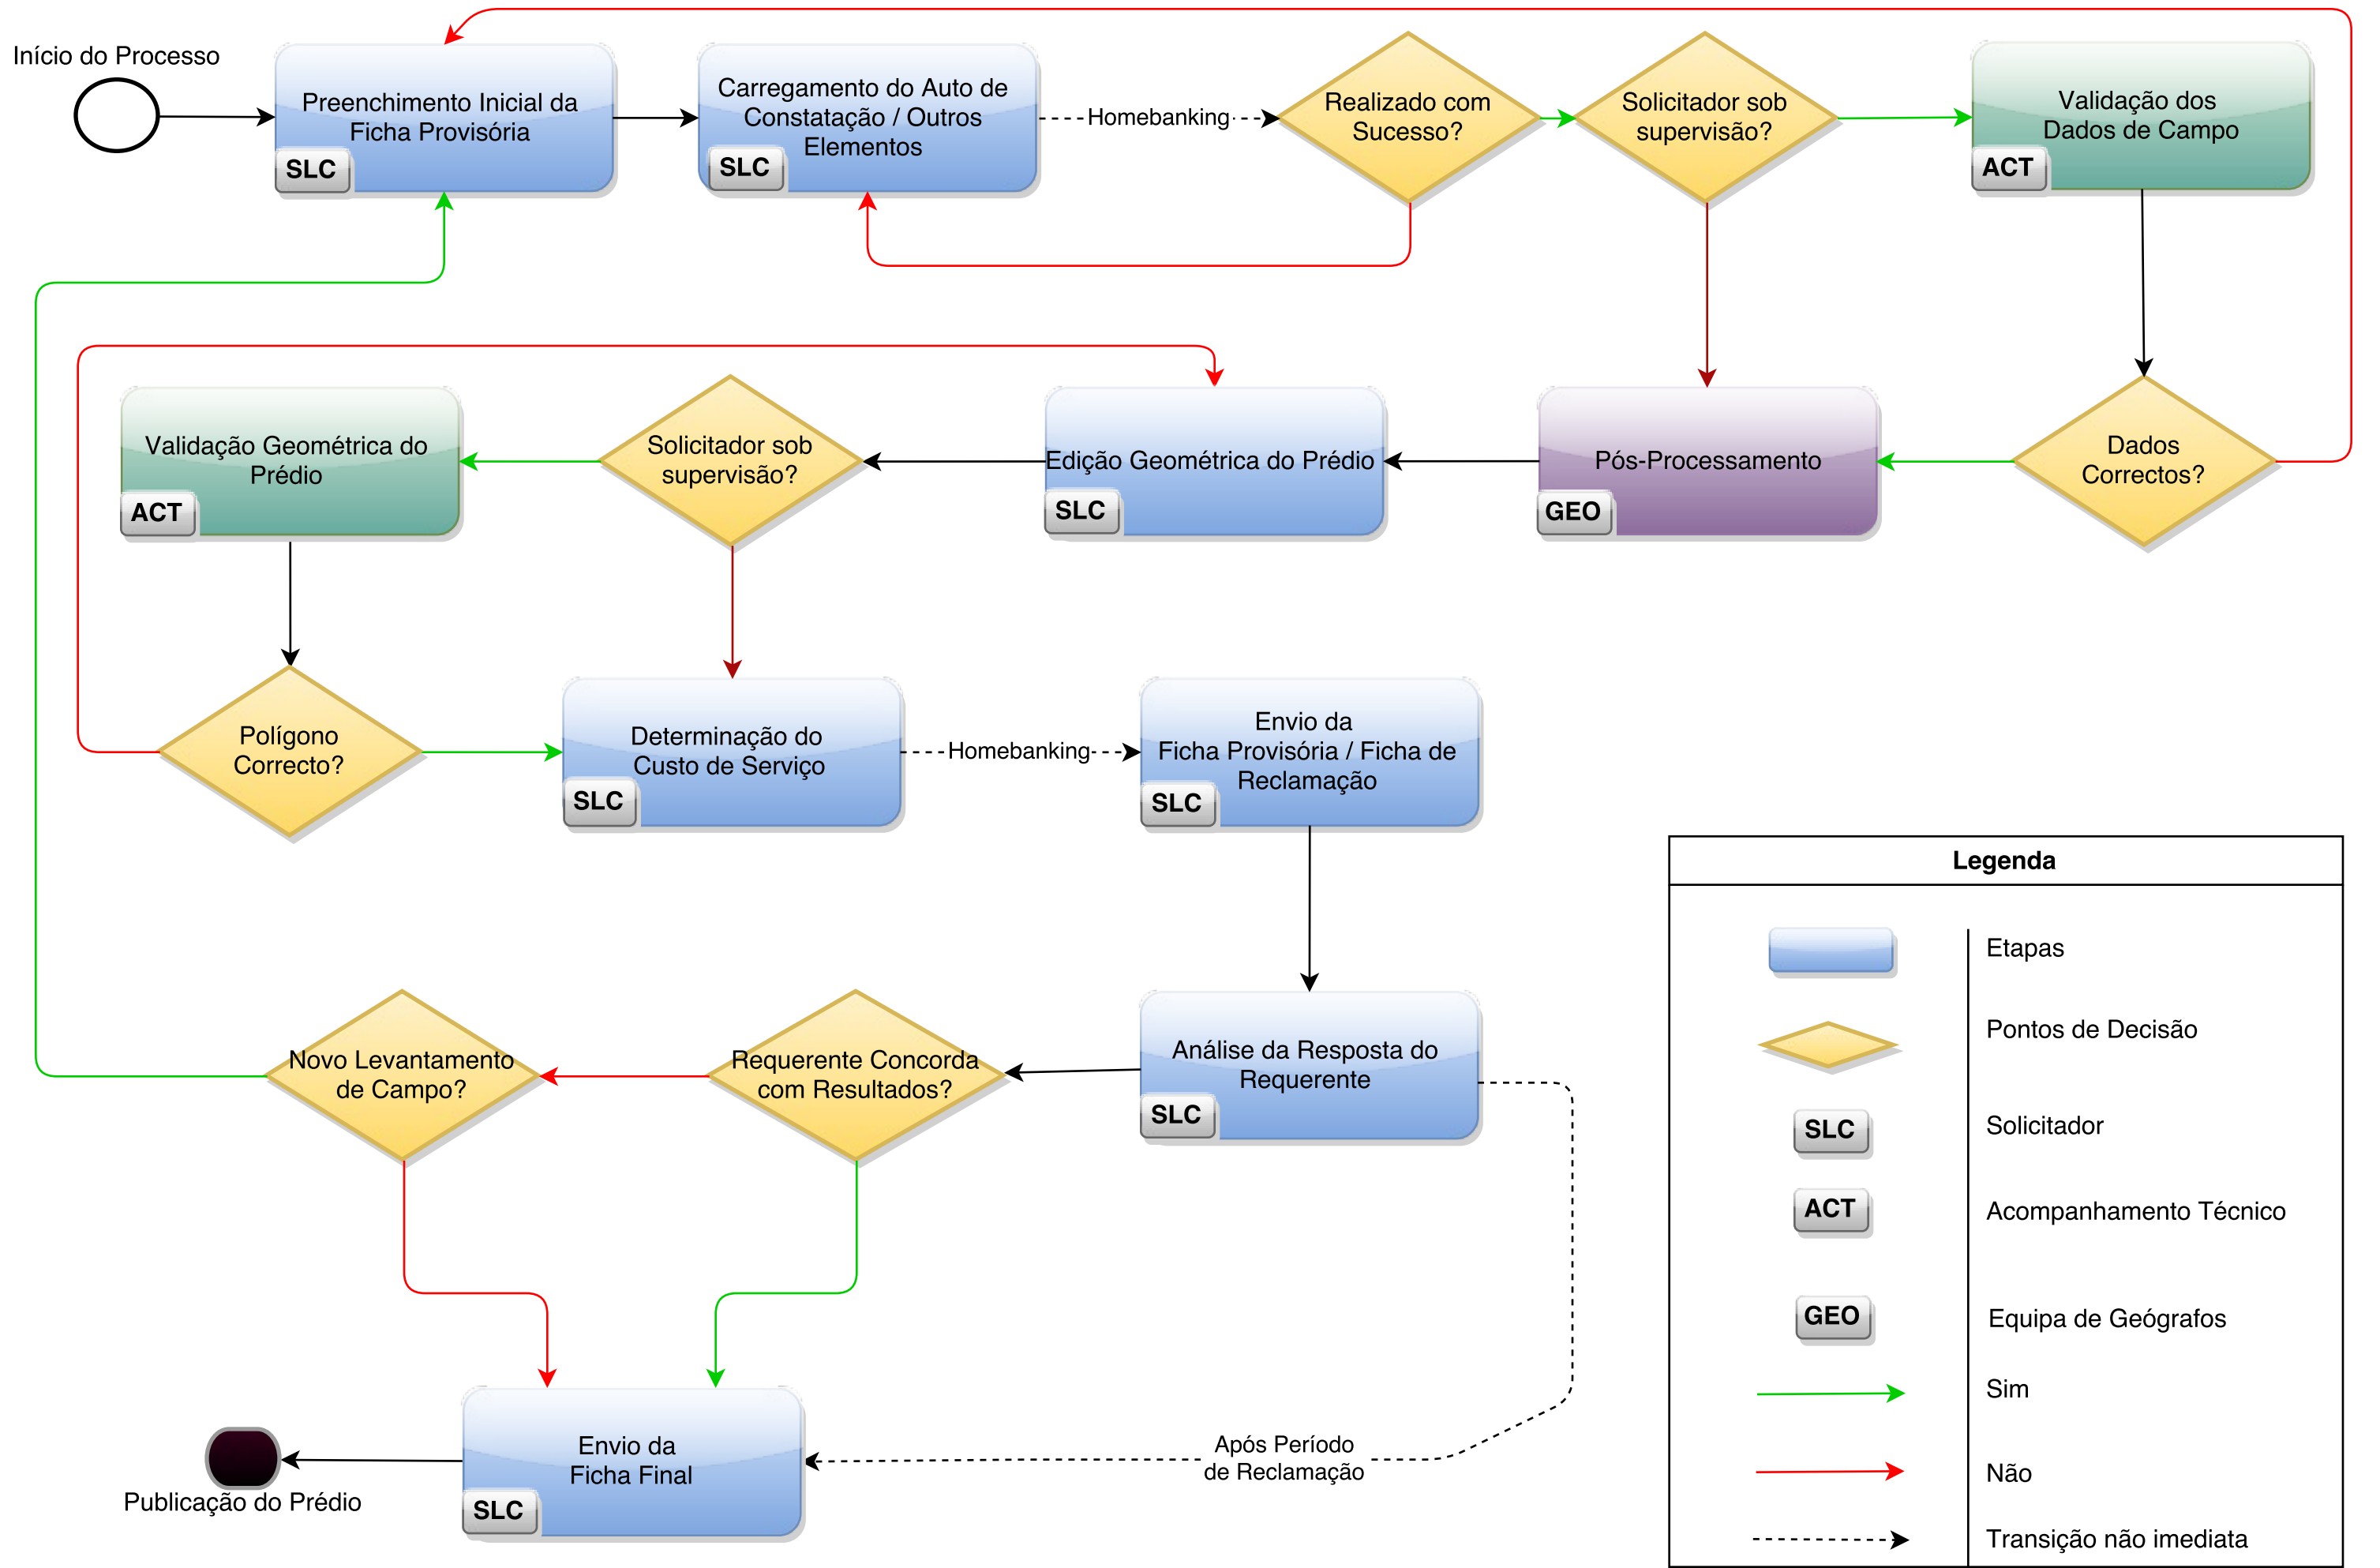 Início do Processo
Preenchimento Inicial da
Ficha Provisória
SLC
Carregamento do Auto de
Constatação / Outros
Elementos
SLC
Homebanking
Realizado com
Sucesso?
Solicitador sob
supervisão?
Validação dos
Dados de Campo
ACT
Validação Geométrica do
Prédio
ACT
Solicitador sob
supervisão?
Edição Geométrica do Prédio
SLC
Pós-Processamento
GEO
Dados
Correctos?
Polígono
Correcto?
Determinação do
Custo de Serviço
SLC
Homebanking
Envio da
Ficha Provisória / Ficha de
Reclamação
SLC
Novo Levantamento
de Campo?
Requerente Concorda
com Resultados?
Análise da Resposta do
Requerente
SLC
Após Período
de Reclamação
Envio da
Ficha Final
SLC
Publicação do Prédio
Legenda
Etapas
Pontos de Decisão
SLC
Solicitador
ACT
Acompanhamento Técnico
GEO
Equipa de Geógrafos
Sim
Não
Transição não imediata